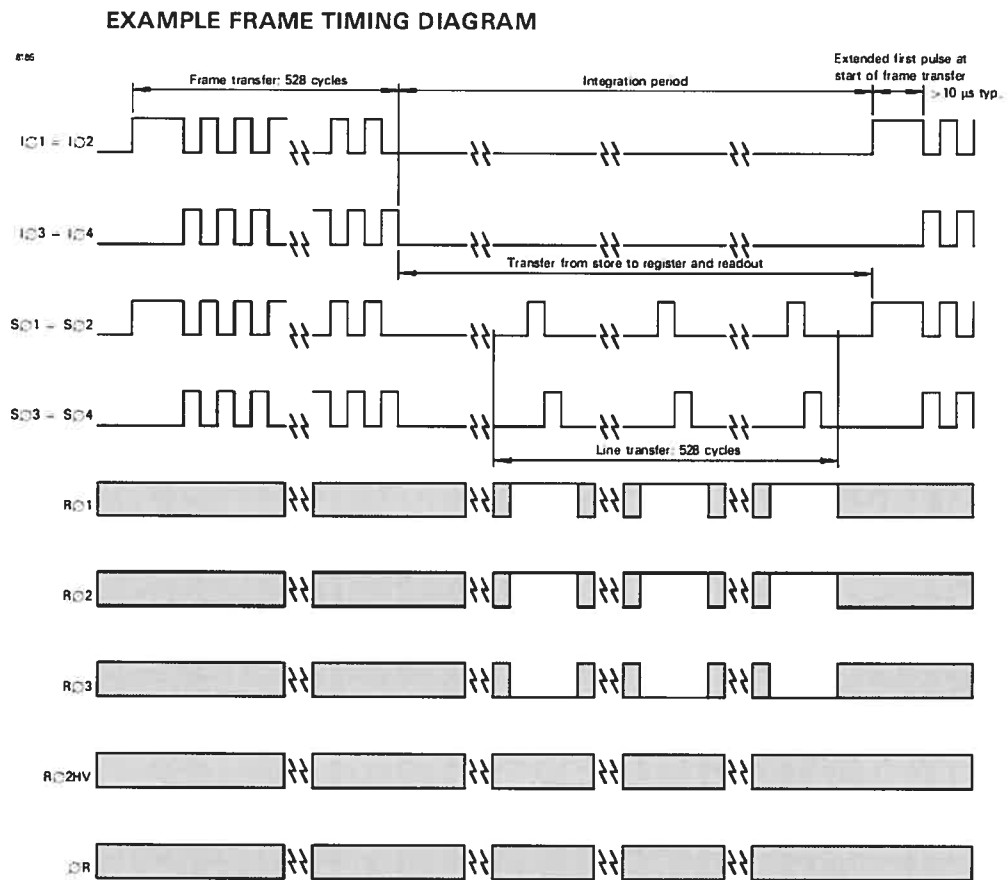 EXAMPLE FRAME TIMING DIAGRAM
Frame transfer: 528 cycles
Integration period
Extended first pulse at
start of frame transfer
>10 µs typ.
IØ1 = IØ2
IØ3 = IØ4
Transfer from store to register and readout
SØ1 = SØ2
SØ3 = SØ4
Line transfer: 528 cycles
RØ1
RØ2
RØ3
RØ2HV
ØR